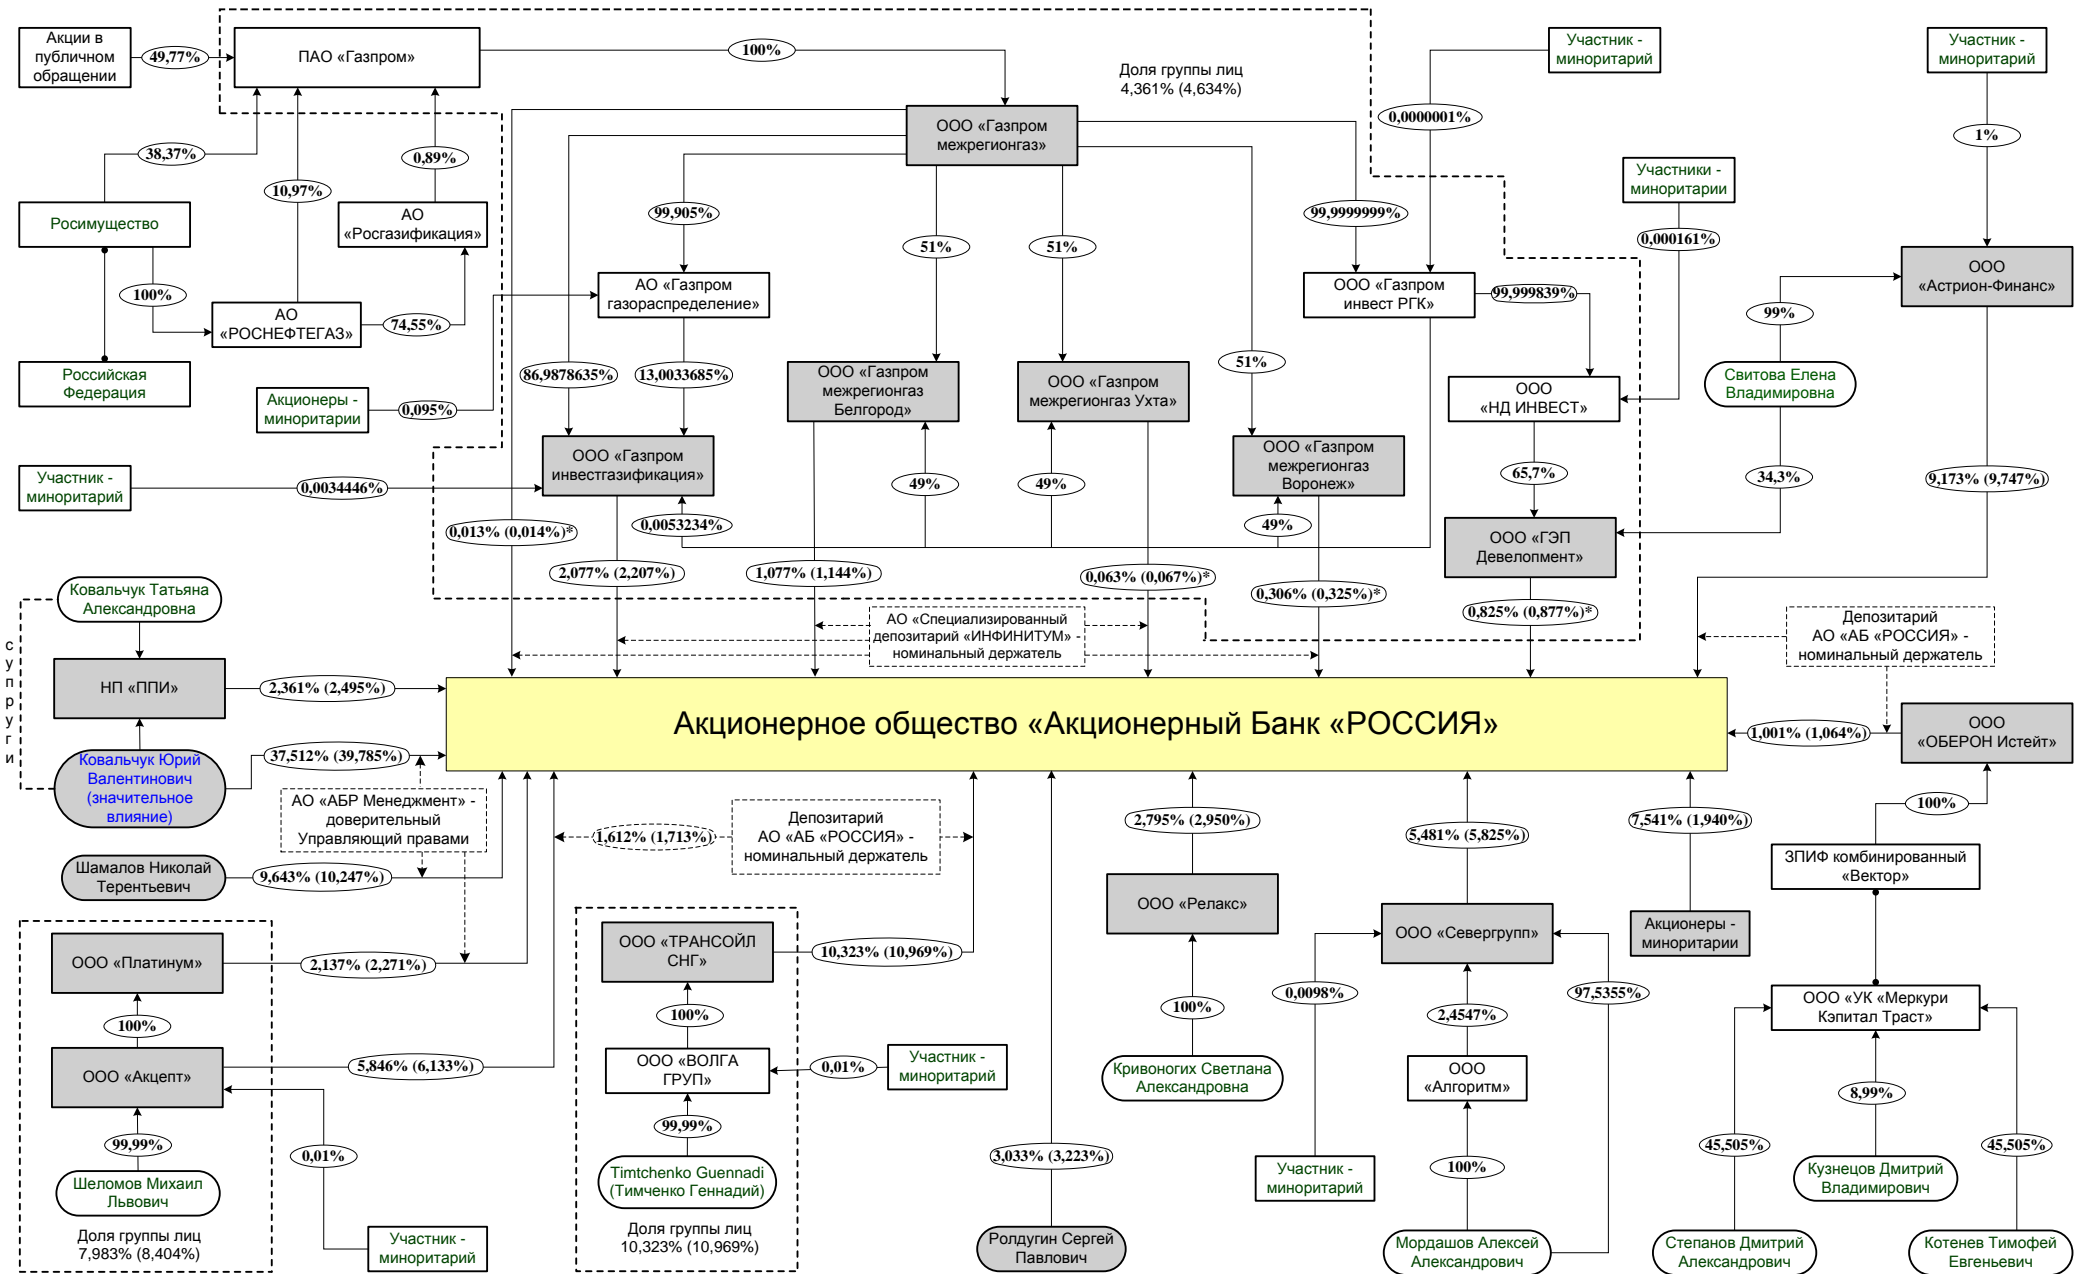 Акции в
публичном
обращении
49,77%
ПАО «Газпром»
100%
Доля группы лиц
4,361% (4,634%)
Участник -
миноритарий
Участник -
миноритарий
ООО «Газпром
межрегионгаз»
0,0000001%
1%
38,37%
0,89%
10,97%
Участники -
миноритарии
Росимущество
АО
«Росгазификация»
99,905%
99,9999999%
51%
51%
0,000161%
100%
АО
«РОСНЕФТЕГАЗ»
74,55%
АО «Газпром
газораспределение»
ООО «Газпром
инвест РГК»
99,999839%
ООО
«Астрион-Финанс»
99%
Российская
Федерация
86,9878635%
13,0033685%
ООО «Газпром
межрегионгаз
Белгород»
ООО «Газпром
межрегионгаз Ухта»
51%
ООО
«НД ИНВЕСТ»
Свитова Елена
Владимировна
Акционеры -
миноритарии
0,095%
ООО «Газпром
инвестгазификация»
ООО «Газпром
межрегионгаз
Воронеж»
Участник -
миноритарий
0,0034446%
49%
49%
65,7%
34,3%
9,173% (9,747%)
0,013% (0,014%)*
0,0053234%
49%
ООО «ГЭП
Девелопмент»
2,077% (2,207%)
1,077% (1,144%)
0,063% (0,067%)*
0,306% (0,325%)*
0,825% (0,877%)*
супруги
Ковальчук Татьяна
Александровна
АО «Специализированный
депозитарий «ИНФИНИТУМ» -
номинальный держатель
Депозитарий
АО «АБ «РОССИЯ» -
номинальный держатель
НП «ППИ»
2,361% (2,495%)
Акционерное общество «Акционерный Банк «РОССИЯ»
1,001% (1,064%)
ООО
«ОБЕРОН Истейт»
Ковальчук Юрий
Валентинович
(значительное
влияние)
37,512% (39,785%)
АО «АБР Менеджмент» -
доверительный
Управляющий правами
1,612% (1,713%)
Депозитарий
АО «АБ «РОССИЯ» -
номинальный держатель
2,795% (2,950%)
5,481% (5,825%)
7,541% (1,940%)
100%
Шамалов Николай
Терентьевич
9,643% (10,247%)
ЗПИФ комбинированный
«Вектор»
ООО «Релакс»
ООО «Севергрупп»
Акционеры -
миноритарии
ООО «Платинум»
2,137% (2,271%)
ООО «ТРАНСОЙЛ
СНГ»
10,323% (10,969%)
100%
100%
100%
0,0098%
2,4547%
97,5355%
ООО «УК «Меркури
Кэпитал Траст»
ООО «Акцепт»
5,846% (6,133%)
ООО «ВОЛГА
ГРУП»
0,01%
Участник -
миноритарий
Кривоногих Светлана
Александровна
ООО
«Алгоритм»
8,99%
99,99%
0,01%
99,99%
3,033% (3,223%)
100%
45,505%
45,505%
Шеломов Михаил
Львович
Timtchenko Guennadi
(Тимченко Геннадий)
Участник -
миноритарий
Кузнецов Дмитрий
Владимирович
Доля группы лиц
7,983% (8,404%)
Участник -
миноритарий
Доля группы лиц
10,323% (10,969%)
Ролдугин Сергей
Павлович
Мордашов Алексей
Александрович
Степанов Дмитрий
Александрович
Котенев Тимофей
Евгеньевич